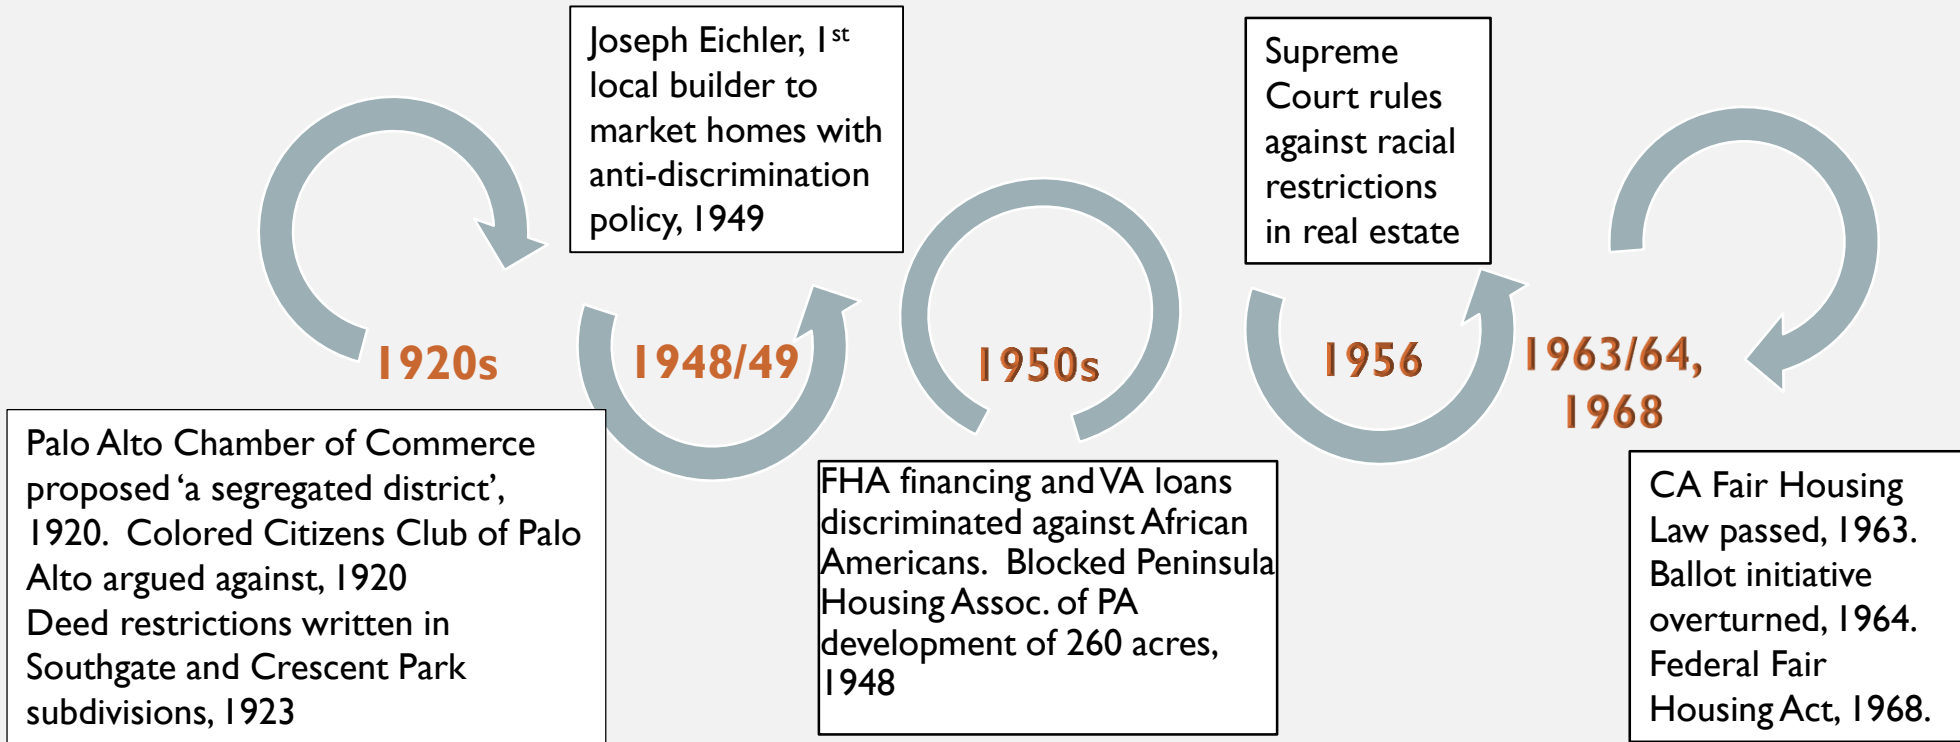 1920s
Palo Alto Chamber of Commerce
proposed ‘a segregated district’,
1920.  Colored Citizens Club of Palo
Alto argued against, 1920
Deed restrictions written in
Southgate and Crescent Park
subdivisions, 1923
Joseph Eichler, 1st
local builder to
market homes with
anti-discrimination
policy, 1949
1948/49
1950s
FHA financing and VA loans
discriminated against African
Americans.  Blocked Peninsula
Housing Assoc. of PA
development of 260 acres,
1948
Supreme
Court rules
against racial
restrictions
in real estate
1956
1963/64,
1968
CA Fair Housing
Law passed, 1963.
Ballot initiative
overturned, 1964.
Federal Fair
Housing Act, 1968.